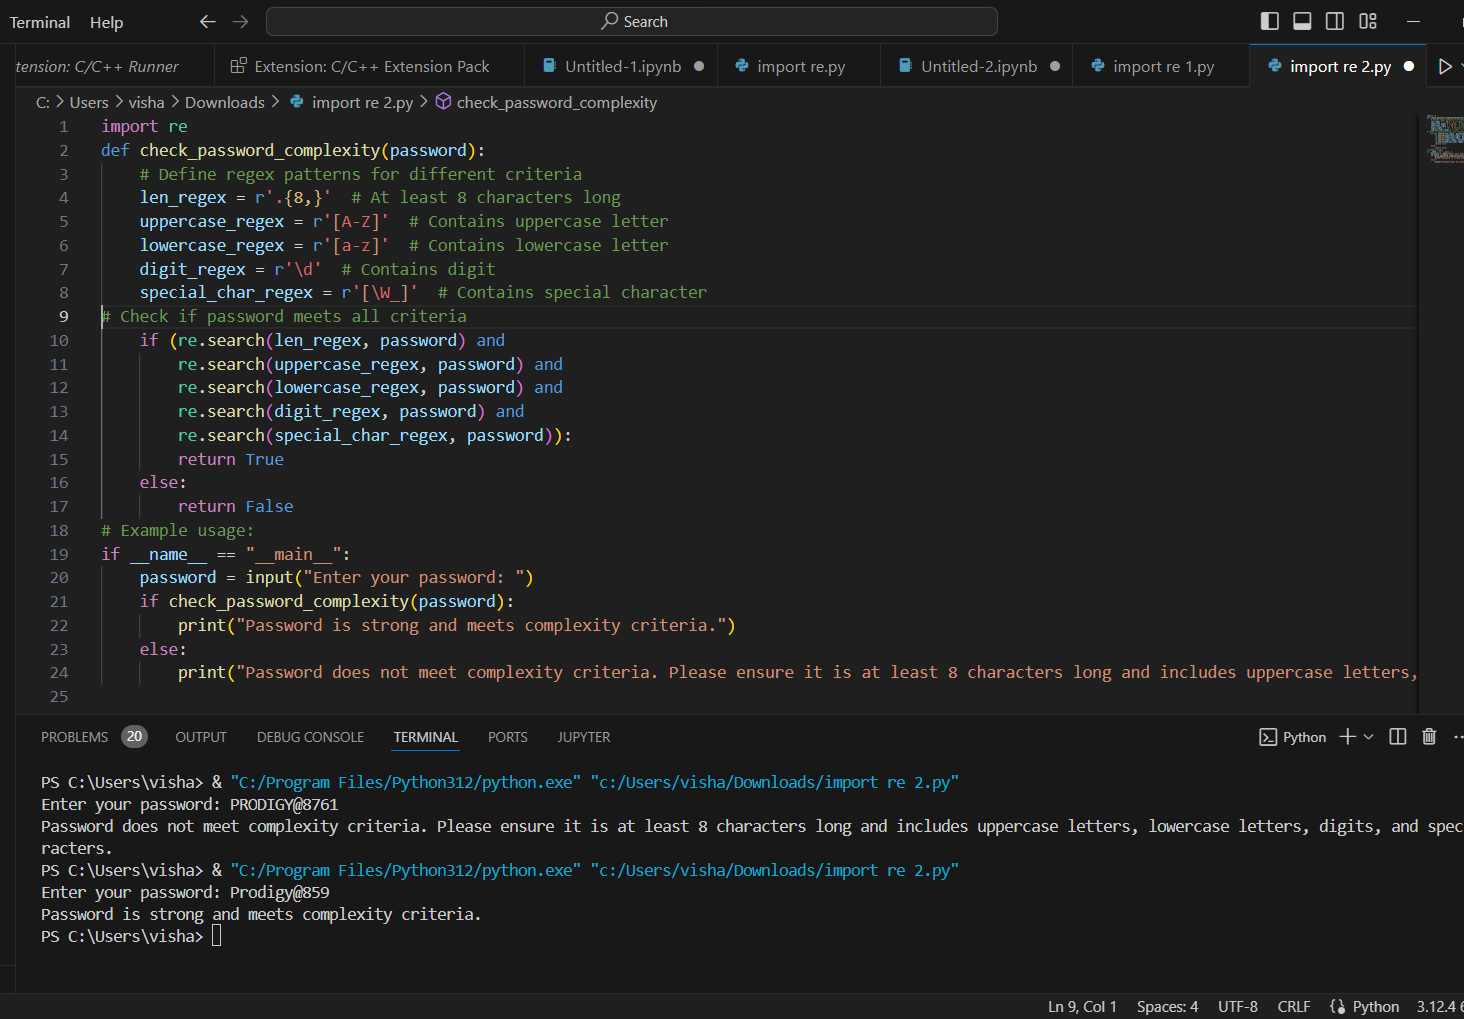 Terminal Help Search
tension: C/C++ Runner Extension: C/C++ Extension Pack Untitled-1.ipynb import re.py Untitled-2.ipynb import re 1.py import re 2.py
C: > Users > visha > Downloads > import re 2.py > check_password_complexity
1 import re
2 def check_password_complexity(password):
3 # Define regex patterns for different criteria
4 len_regex = r'.{8,}' # At least 8 characters long
5 uppercase_regex = r'[A-Z]' # Contains uppercase letter
6 lowercase_regex = r'[a-z]' # Contains lowercase letter
7 digit_regex = r'\d' # Contains digit
8 special_char_regex = r'[\W_]' # Contains special character
9 # Check if password meets all criteria
10 if (re.search(len_regex, password) and
11 re.search(uppercase_regex, password) and
12 re.search(lowercase_regex, password) and
13 re.search(digit_regex, password) and
14 re.search(special_char_regex, password)):
15 return True
16 else:
17 return False
18 # Example usage:
19 if __name__ == "__main__":
20 password = input("Enter your password: ")
21 if check_password_complexity(password):
22 print("Password is strong and meets complexity criteria.")
23 else:
24 print("Password does not meet complexity criteria. Please ensure it is at least 8 characters long and includes uppercase letters,
25
PROBLEMS 20 OUTPUT DEBUG CONSOLE TERMINAL PORTS JUPYTER Python
PS C:\Users\visha> & "C:/Program Files/Python312/python.exe" "c:/Users/visha/Downloads/import re 2.py"
Enter your password: PRODIGY@8761
Password does not meet complexity criteria. Please ensure it is at least 8 characters long and includes uppercase letters, lowercase letters, digits, and spec
racters.
PS C:\Users\visha> & "C:/Program Files/Python312/python.exe" "c:/Users/visha/Downloads/import re 2.py"
Enter your password: Prodigy@859
Password is strong and meets complexity criteria.
PS C:\Users\visha>
Ln 9, Col 1 Spaces: 4 UTF-8 CRLF Python 3.12.4 6